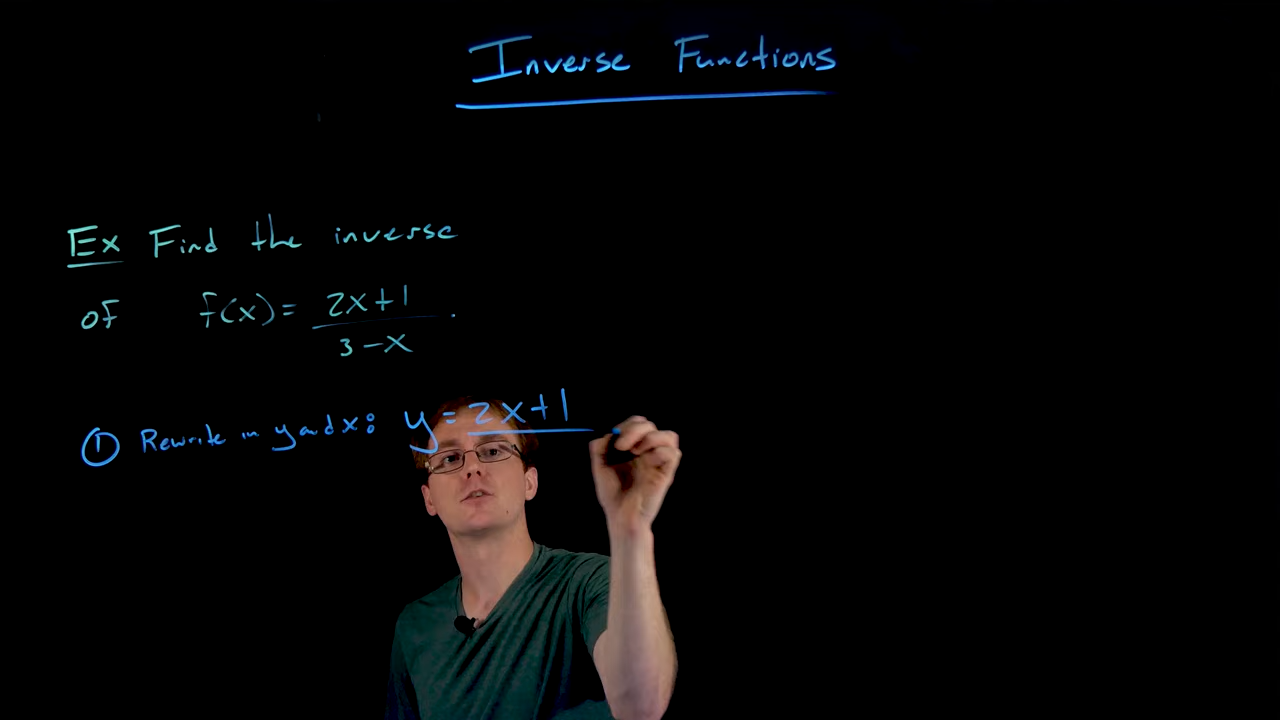 Inverse Functions
Ex Find the inverse
of f(x) = 2x+1
3-x .
① Rewrite in y and x: y = 2x+1